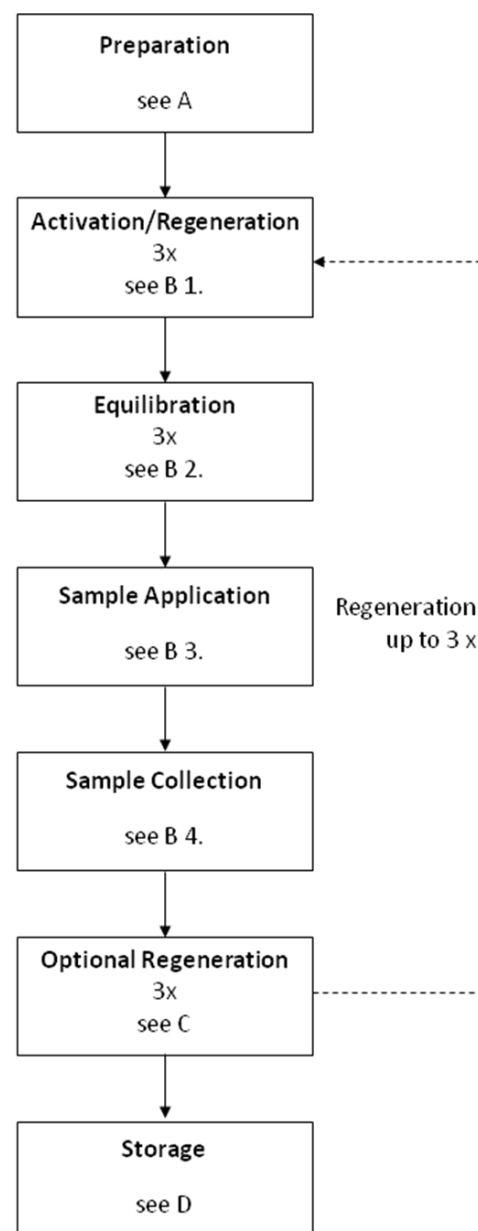 Preparation
see A
Activation/Regeneration
3x
see B 1.
Equilibration
3x
see B 2.
Sample Application
see B 3.
Regeneration
up to 3 x
Sample Collection
see B 4.
Optional Regeneration
3x
see C
Storage
see D